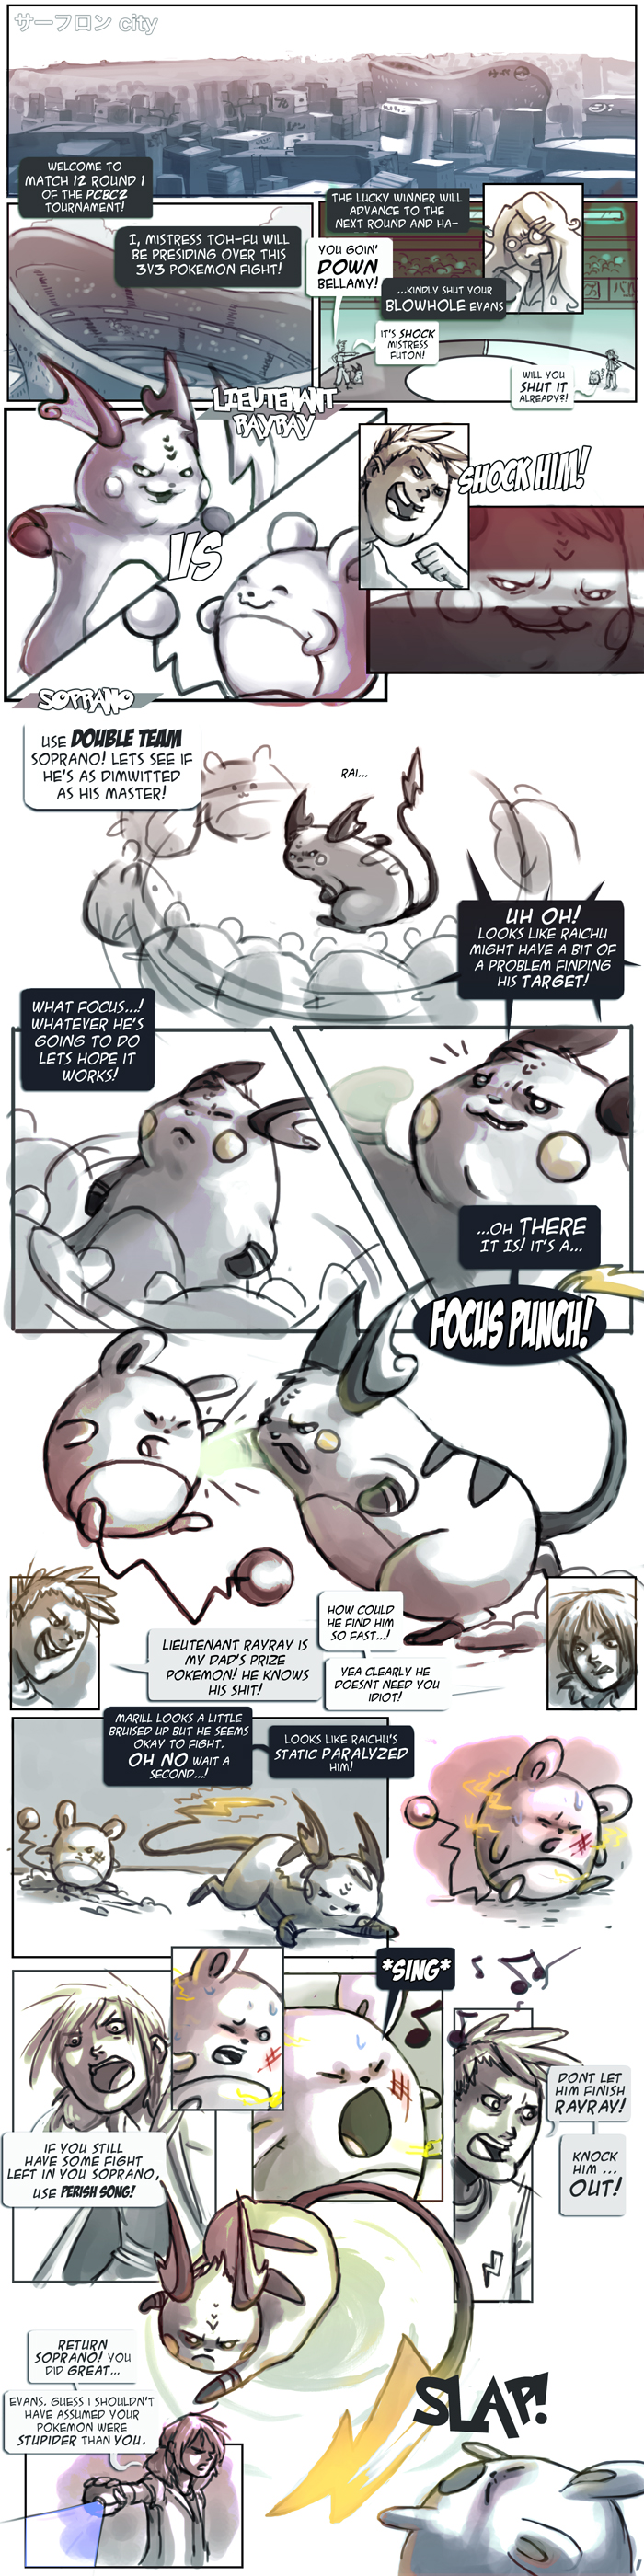 サーフロン city
WELCOME TO
MATCH 12 ROUND 1
OF THE PCBC2
TOURNAMENT!
I, MISTRESS TOH-FU WILL
BE PRESIDING OVER THIS
3V3 POKEMON FIGHT!
THE LUCKY WINNER WILL
ADVANCE TO THE
NEXT ROUND AND HA-
YOU GOIN'
DOWN
BELLAMY!
...KINDLY SHUT YOUR
BLOWHOLE EVANS
IT'S SHOCK
MISTRESS
FUTON!
WILL YOU
SHUT IT
ALREADY?!
LIEUTENANT
RAYRAY
VS
SOPRANO
SHOCK HIM!
USE DOUBLE TEAM
SOPRANO! LETS SEE IF
HE'S AS DIMWITTED
AS HIS MASTER!
RAI...
UH OH!
LOOKS LIKE RAICHU
MIGHT HAVE A BIT OF
A PROBLEM FINDING
HIS TARGET!
WHAT FOCUS...!
WHATEVER HE'S
GOING TO DO
LETS HOPE IT
WORKS!
...OH THERE
IT IS! IT'S A...
FOCUS PUNCH!
LIEUTENANT RAYRAY IS
MY DAD'S PRIZE
POKEMON! HE KNOWS
HIS SHIT!
HOW COULD
HE FIND HIM
SO FAST...!
YEA CLEARLY HE
DOESNT NEED YOU
IDIOT!
MARILL LOOKS A LITTLE
BRUISED UP BUT HE SEEMS
OKAY TO FIGHT.
OH NO WAIT A
SECOND...!
LOOKS LIKE RAICHU'S
STATIC PARALYZED
HIM!
*SING*
IF YOU STILL
HAVE SOME FIGHT
LEFT IN YOU SOPRANO,
USE PERISH SONG!
DONT LET
HIM FINISH
RAYRAY!
KNOCK
HIM ...
OUT!
RETURN
SOPRANO! YOU
DID GREAT...
EVANS. GUESS I SHOULDN'T
HAVE ASSUMED YOUR
POKEMON WERE
STUPIDER THAN YOU.
SLAP!